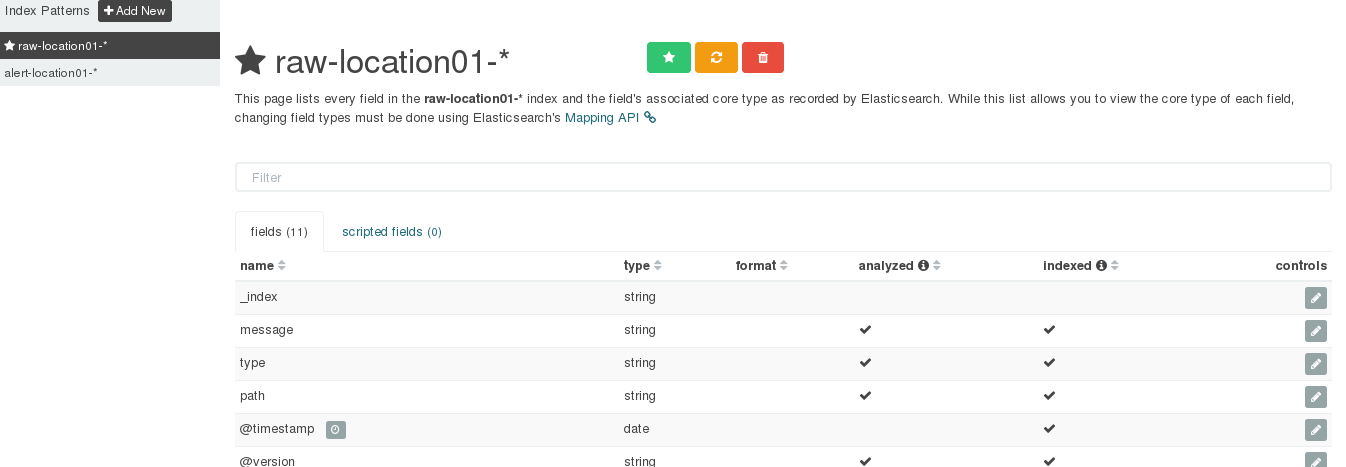 Index Patterns Add New
raw-location01-*
alert-location01-*
raw-location01-*
This page lists every field in the raw-location01-* index and the field's associated core type as recorded by Elasticsearch. While this list allows you to view the core type of each field,
changing field types must be done using Elasticsearch's Mapping API
Filter
fields (11) scripted fields (0)
name type format analyzed indexed controls
_index string
message string
type string
path string
@timestamp date
@version string